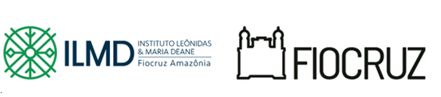 ILMD
INSTITUTO LEÔNIDAS
& MARIA DEANE
Fiocruz Amazônia
FIOCRUZ